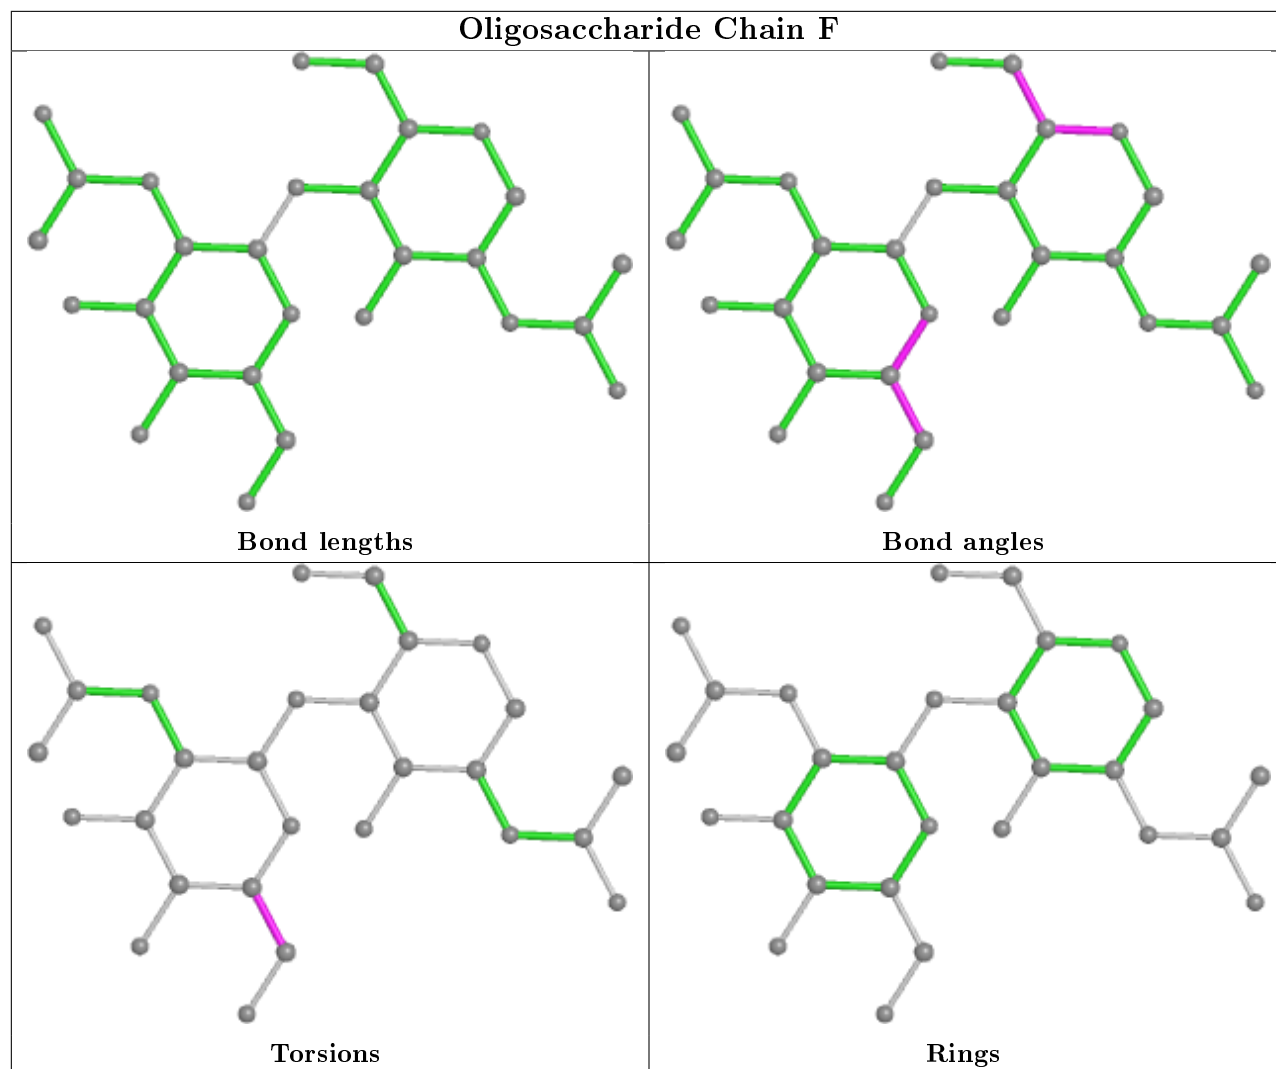 Oligosaccharide Chain F
Bond lengths
Bond angles
Torsions
Rings